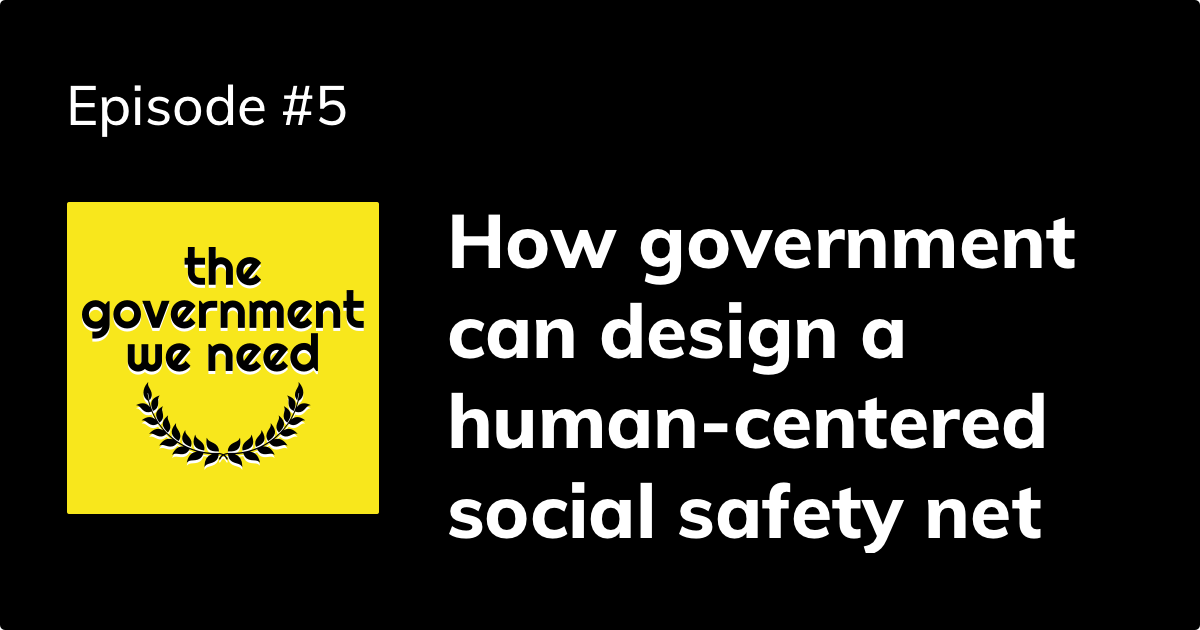 Episode #5
the
government
we need
How government
can design a
human-centered
social safety net